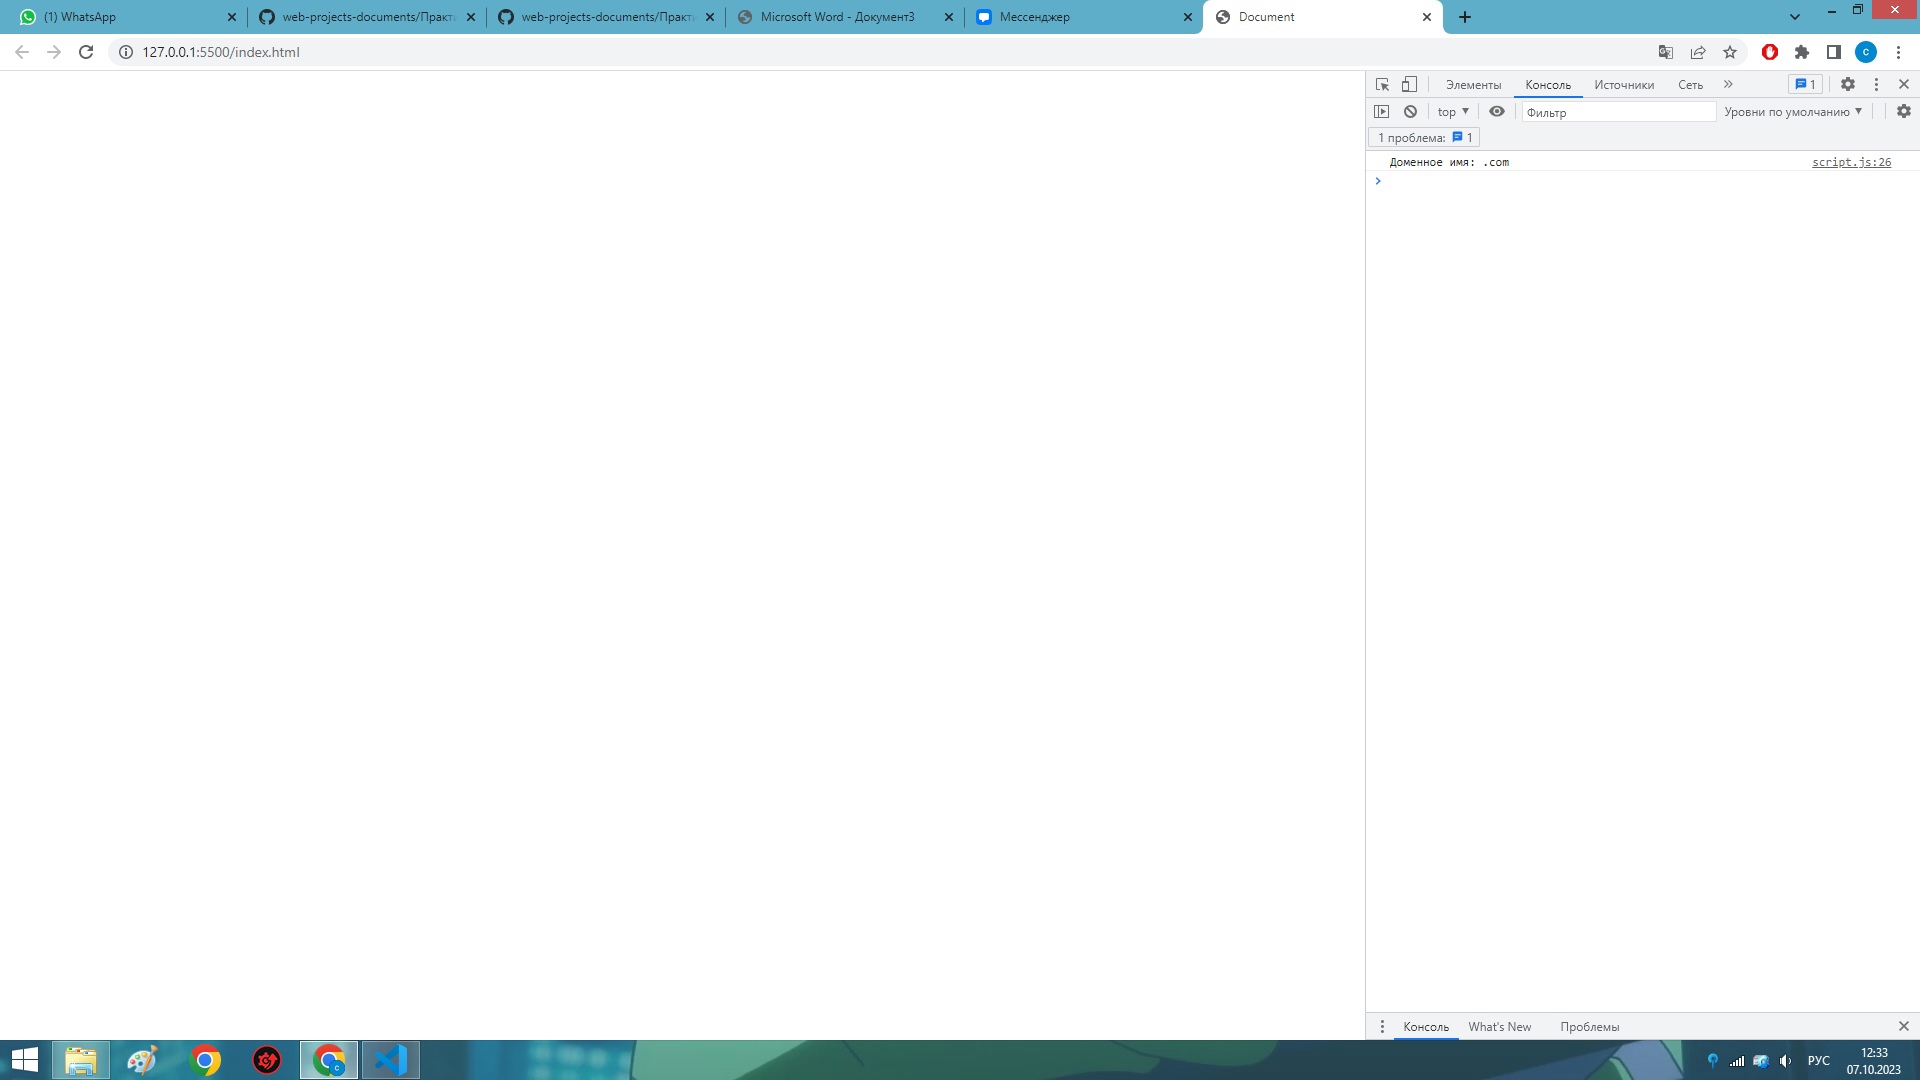 (1) WhatsApp
web-projects-documents/Практи
web-projects-documents/Практи
Microsoft Word - Документ3
Мессенджер
Document
127.0.0.1:5500/index.html
c
Элементы
Консоль
Источники
Сеть
1
top
Фильтр
Уровни по умолчанию
1 проблема: 1
Доменное имя: .com
script.js:26
Консоль
What's New
Проблемы
c
РУС
12:33
07.10.2023